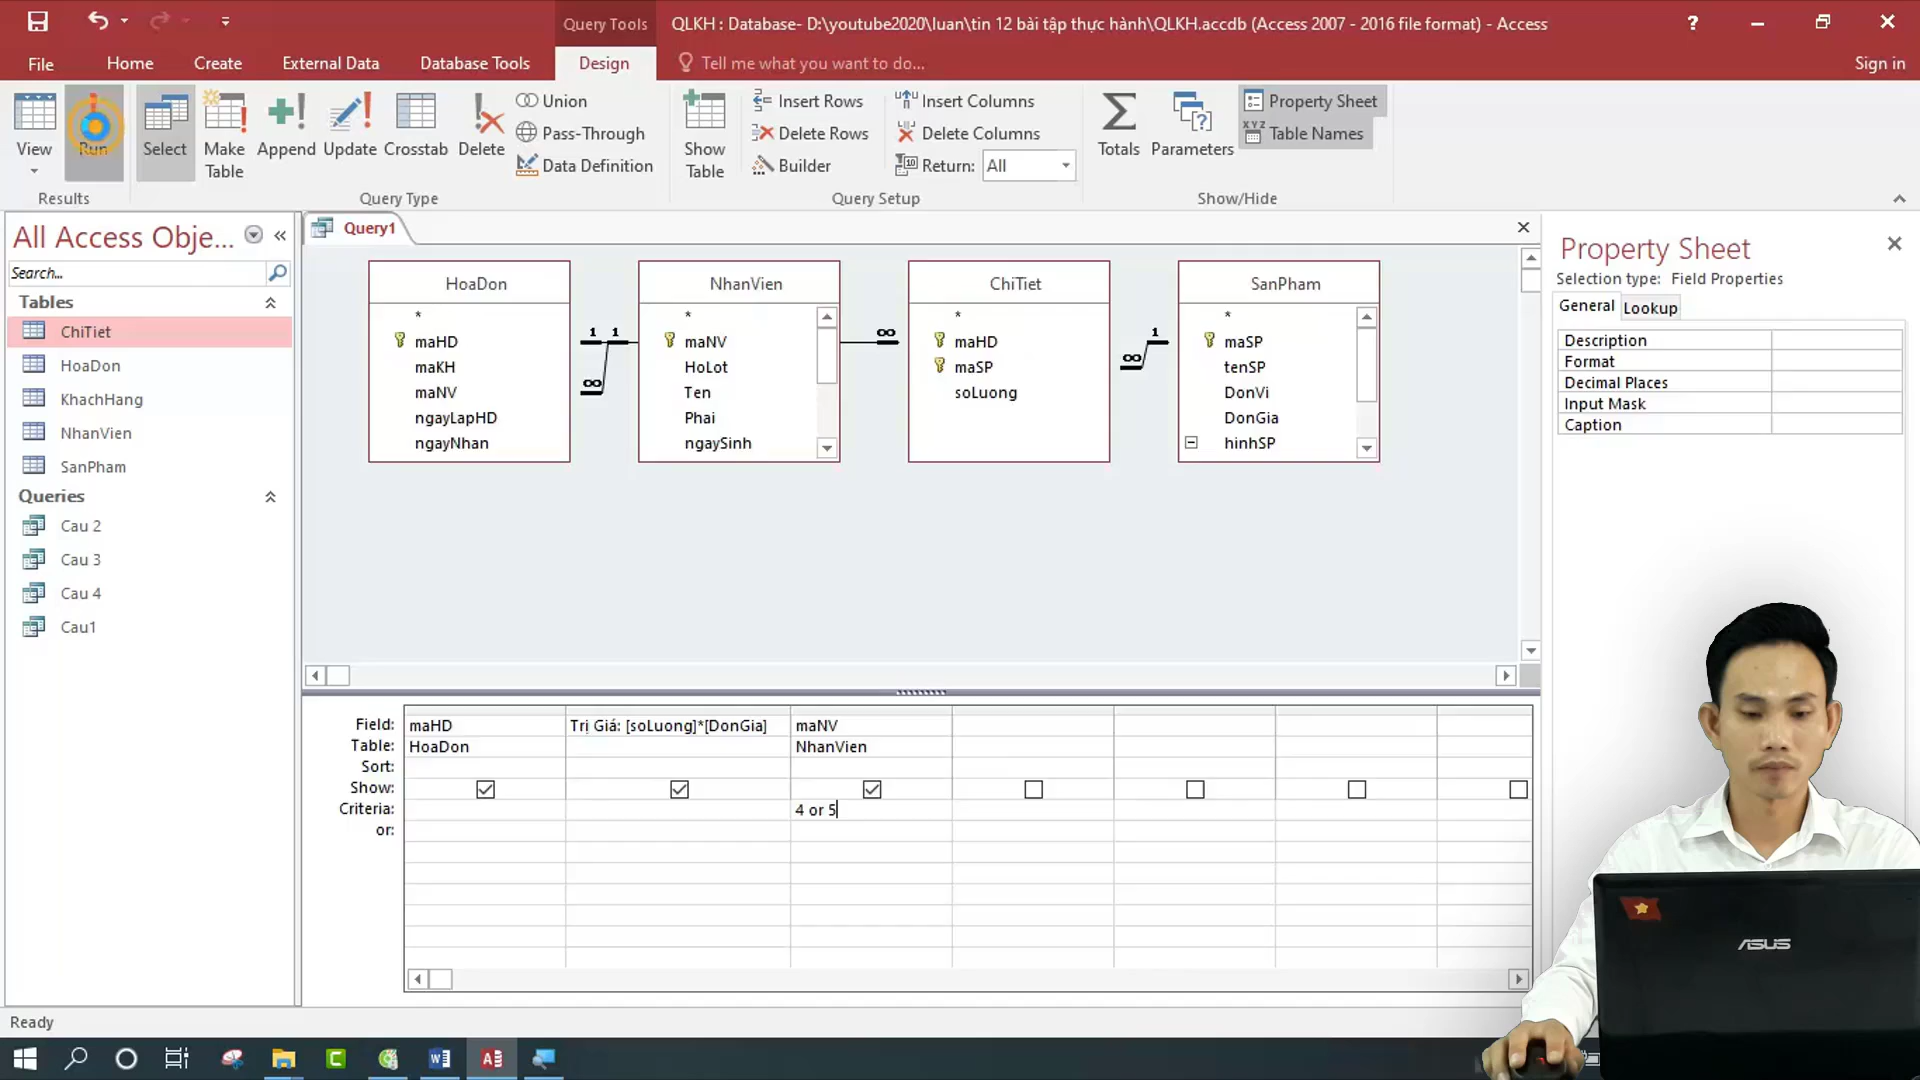 Query Tools
QLKH : Database- D:\youtube2020\luan\tin 12 bài tập thực hành\QLKH.accdb (Access 2007 - 2016 file format) - Access
?
File
Home
Create
External Data
Database Tools
Design
Tell me what you want to do...
Sign in
View
Run
Select
Make Table
Append
Update
Crosstab
Delete
Union
Pass-Through
Data Definition
Show Table
Insert Rows
Delete Rows
Builder
Insert Columns
Delete Columns
Return: All
Totals
Parameters
Property Sheet
Table Names
Results
Query Type
Query Setup
Show/Hide
All Access Obje...
Search...
Tables
ChiTiet
HoaDon
KhachHang
NhanVien
SanPham
Queries
Cau 2
Cau 3
Cau 4
Cau1
Query1
HoaDon
*
maHD
maKH
maNV
ngayLapHD
ngayNhan
1 1
∞
NhanVien
*
maNV
HoLot
Ten
Phai
ngaySinh
∞
ChiTiet
*
maHD
maSP
soLuong
1
∞
SanPham
*
maSP
tenSP
DonVi
DonGia
hinhSP
Field: maHD Trị Giá: [soLuong]*[DonGia] maNV
Table: HoaDon NhanVien
Sort:
Show:
Criteria: 4 or 5
or:
Property Sheet
Selection type: Field Properties
General Lookup
Description
Format
Decimal Places
Input Mask
Caption
Ready
ASUS